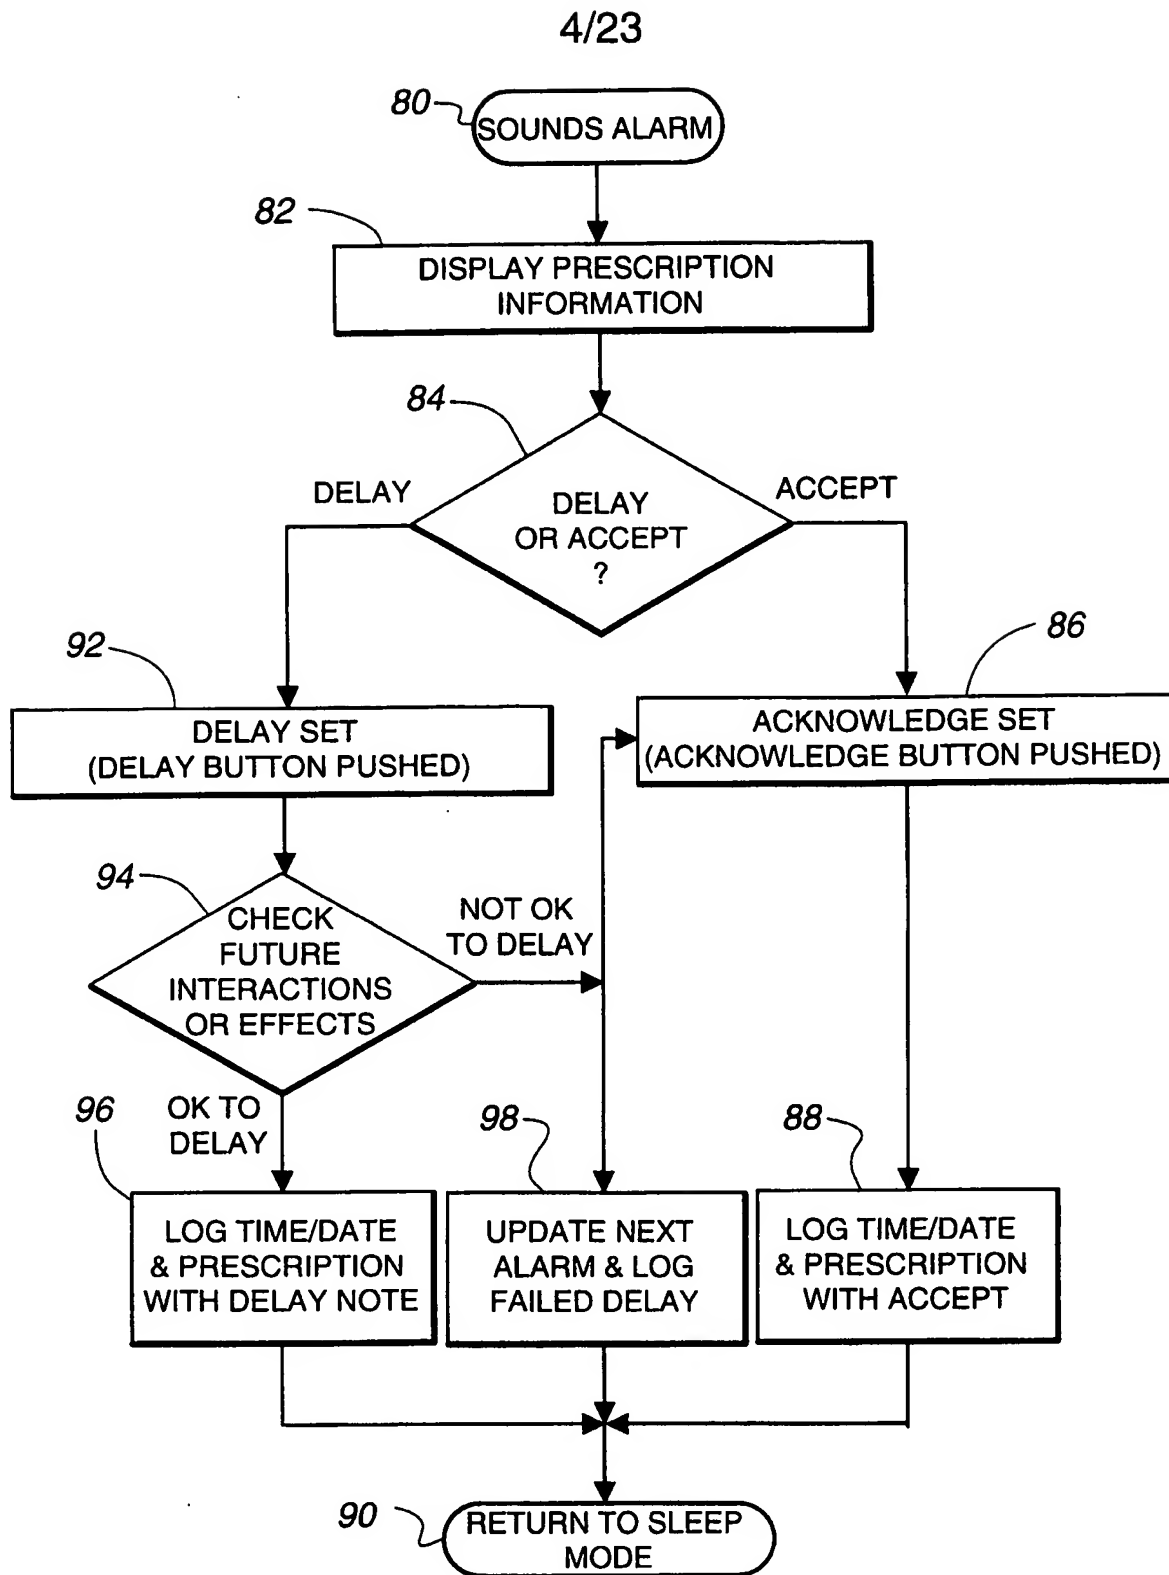 4/23
80
SOUNDS ALARM
82
DISPLAY PRESCRIPTION
INFORMATION
84
DELAY
ACCEPT
DELAY
OR ACCEPT
?
92
86
DELAY SET
(DELAY BUTTON PUSHED)
ACKNOWLEDGE SET
(ACKNOWLEDGE BUTTON PUSHED)
94
CHECK
FUTURE
INTERACTIONS
OR EFFECTS
NOT OK
TO DELAY
96
OK TO
DELAY
98
88
LOG TIME/DATE
& PRESCRIPTION
WITH DELAY NOTE
UPDATE NEXT
ALARM & LOG
FAILED DELAY
LOG TIME/DATE
& PRESCRIPTION
WITH ACCEPT
90
RETURN TO SLEEP
MODE